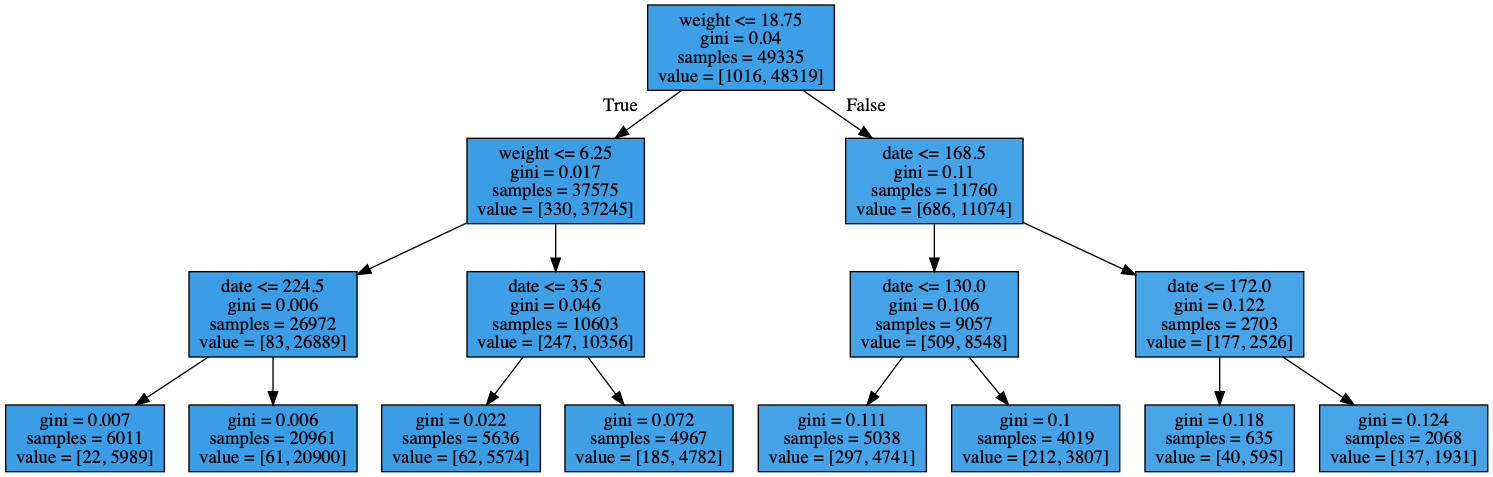 weight <= 18.75
gini = 0.04
samples = 49335
value = [1016, 48319]
True
False
weight <= 6.25
gini = 0.017
samples = 37575
value = [330, 37245]
date <= 168.5
gini = 0.11
samples = 11760
value = [686, 11074]
date <= 224.5
gini = 0.006
samples = 26972
value = [83, 26889]
date <= 35.5
gini = 0.046
samples = 10603
value = [247, 10356]
date <= 130.0
gini = 0.106
samples = 9057
value = [509, 8548]
date <= 172.0
gini = 0.122
samples = 2703
value = [177, 2526]
gini = 0.007
samples = 6011
value = [22, 5989]
gini = 0.006
samples = 20961
value = [61, 20900]
gini = 0.022
samples = 5636
value = [62, 5574]
gini = 0.072
samples = 4967
value = [185, 4782]
gini = 0.111
samples = 5038
value = [297, 4741]
gini = 0.1
samples = 4019
value = [212, 3807]
gini = 0.118
samples = 635
value = [40, 595]
gini = 0.124
samples = 2068
value = [137, 1931]